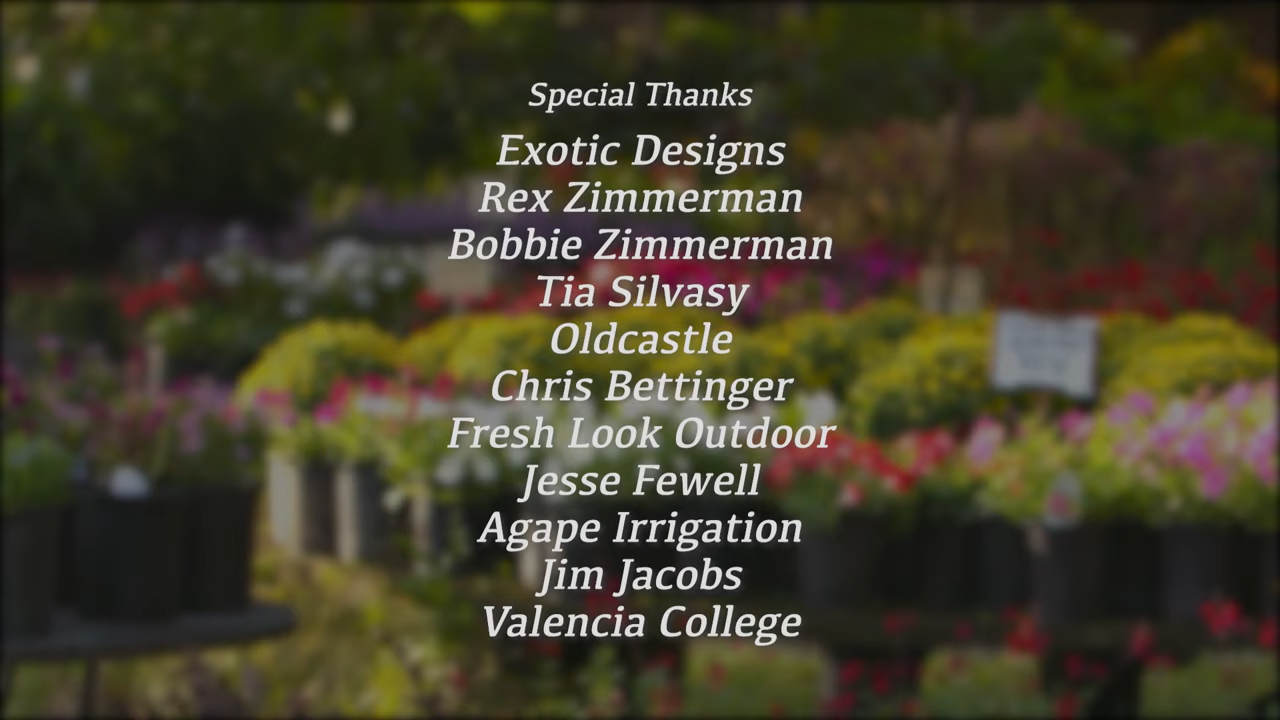 Special Thanks
Exotic Designs
Rex Zimmerman
Bobbie Zimmerman
Tia Silvasy
Oldcastle
Chris Bettinger
Fresh Look Outdoor
Jesse Fewell
Agape Irrigation
Jim Jacobs
Valencia College